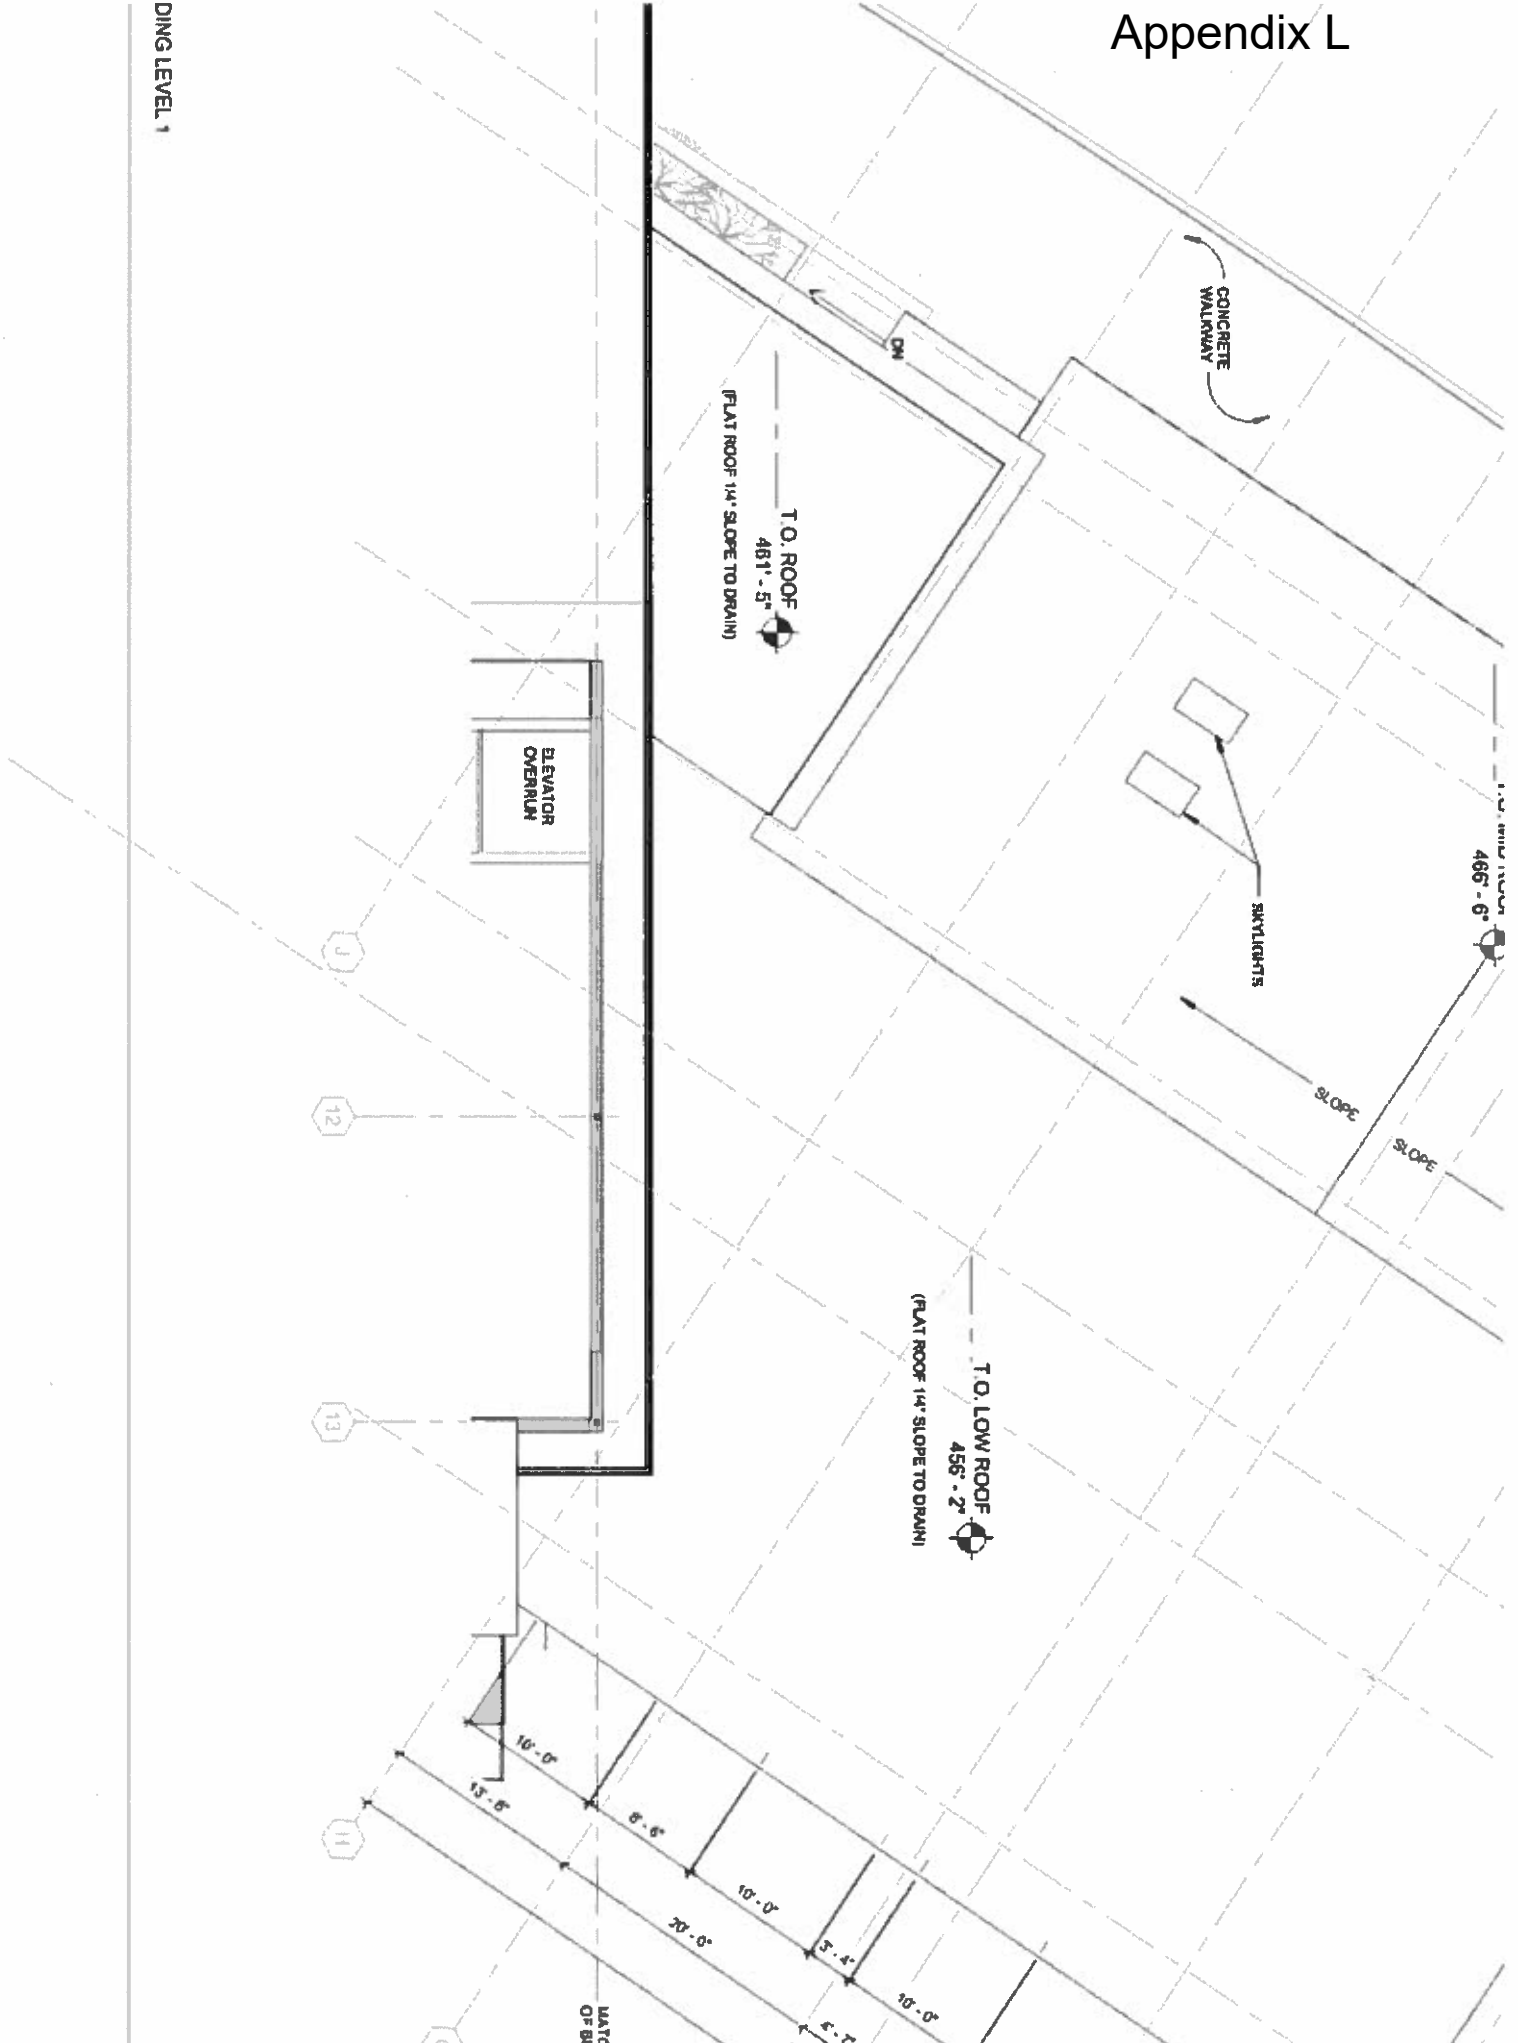 Appendix L
DING LEVEL 1
CONCRETE
WALKWAY
DN
T.O. ROOF
461' - 5"
(FLAT ROOF 1/4" SLOPE TO DRAIN)
ELEVATOR
OVERRUN
466' - 6"
SKYLIGHTS
J
12
SLOPE
SLOPE
T.O. LOW ROOF
456' - 2"
(FLAT ROOF 1/4" SLOPE TO DRAIN)
13
10' - 0"
13' - 8"
8' - 6"
10' - 0"
20' - 0"
3' - 4"
10' - 0"
H